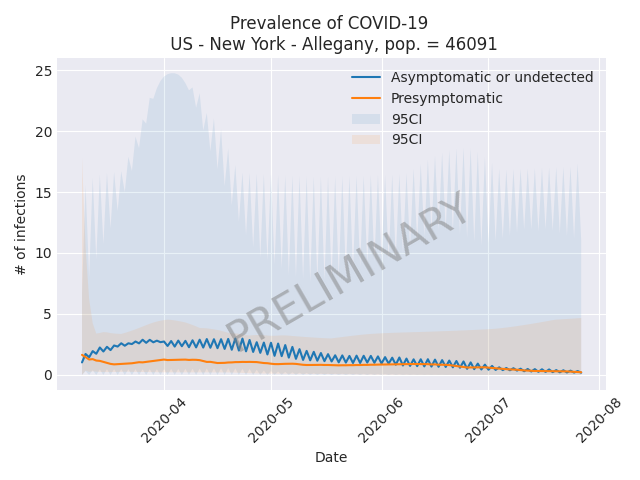 Prevalence of COVID-19
US - New York - Allegany, pop. = 46091
25
20
15
10
5
0
# of infections
Asymptomatic or undetected
Presymptomatic
95CI
95CI
PRELIMINARY
2020-04
2020-05
2020-06
2020-07
2020-08
Date